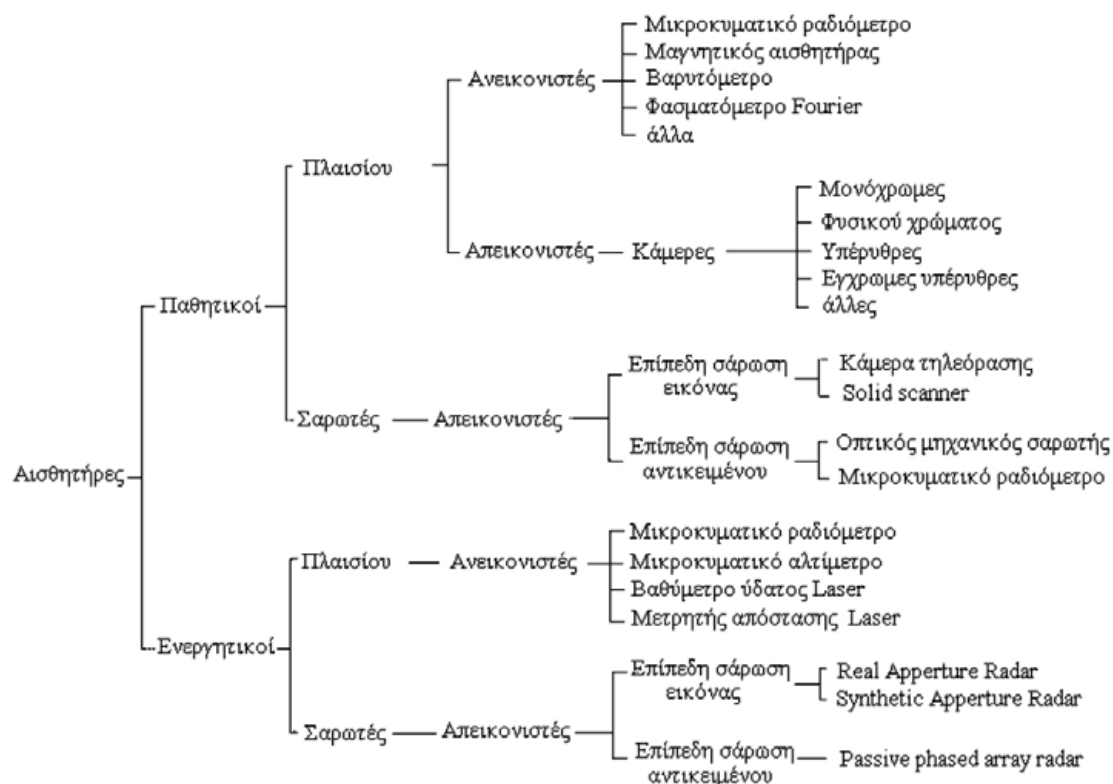 Μικροκυματικό ραδιόμετρο
Μαγνητικός αισθητήρας
Ανεικονιστές
Βαρυτόμετρο
Φασματόμετρο Fourier
άλλα
Πλαισίου
Μονόχρωμες
Φυσικού χρώματος
Απεικονιστές
Κάμερες
Υπέρυθρες
Εγχρωμες υπέρυθρες
άλλες
Παθητικοί
Επίπεδη σάρωση
εικόνας
Κάμερα τηλεόρασης
Solid scanner
Σαρωτές
Απεικονιστές
Επίπεδη σάρωση
αντικειμένου
Οπτικός μηχανικός σαρωτής
Μικροκυματικό ραδιόμετρο
Αισθητήρες
Μικροκυματικό ραδιόμετρο
Πλαισίου
Ανεικονιστές
Μικροκυματικό αλτίμετρο
Βαθύμετρο ύδατος Laser
Μετρητής απόστασης Laser
Ενεργητικοί
Επίπεδη σάρωση
εικόνας
Real Apperture Radar
Synthetic Apperture Radar
Σαρωτές
Απεικονιστές
Επίπεδη σάρωση
αντικειμένου
Passive phased array radar